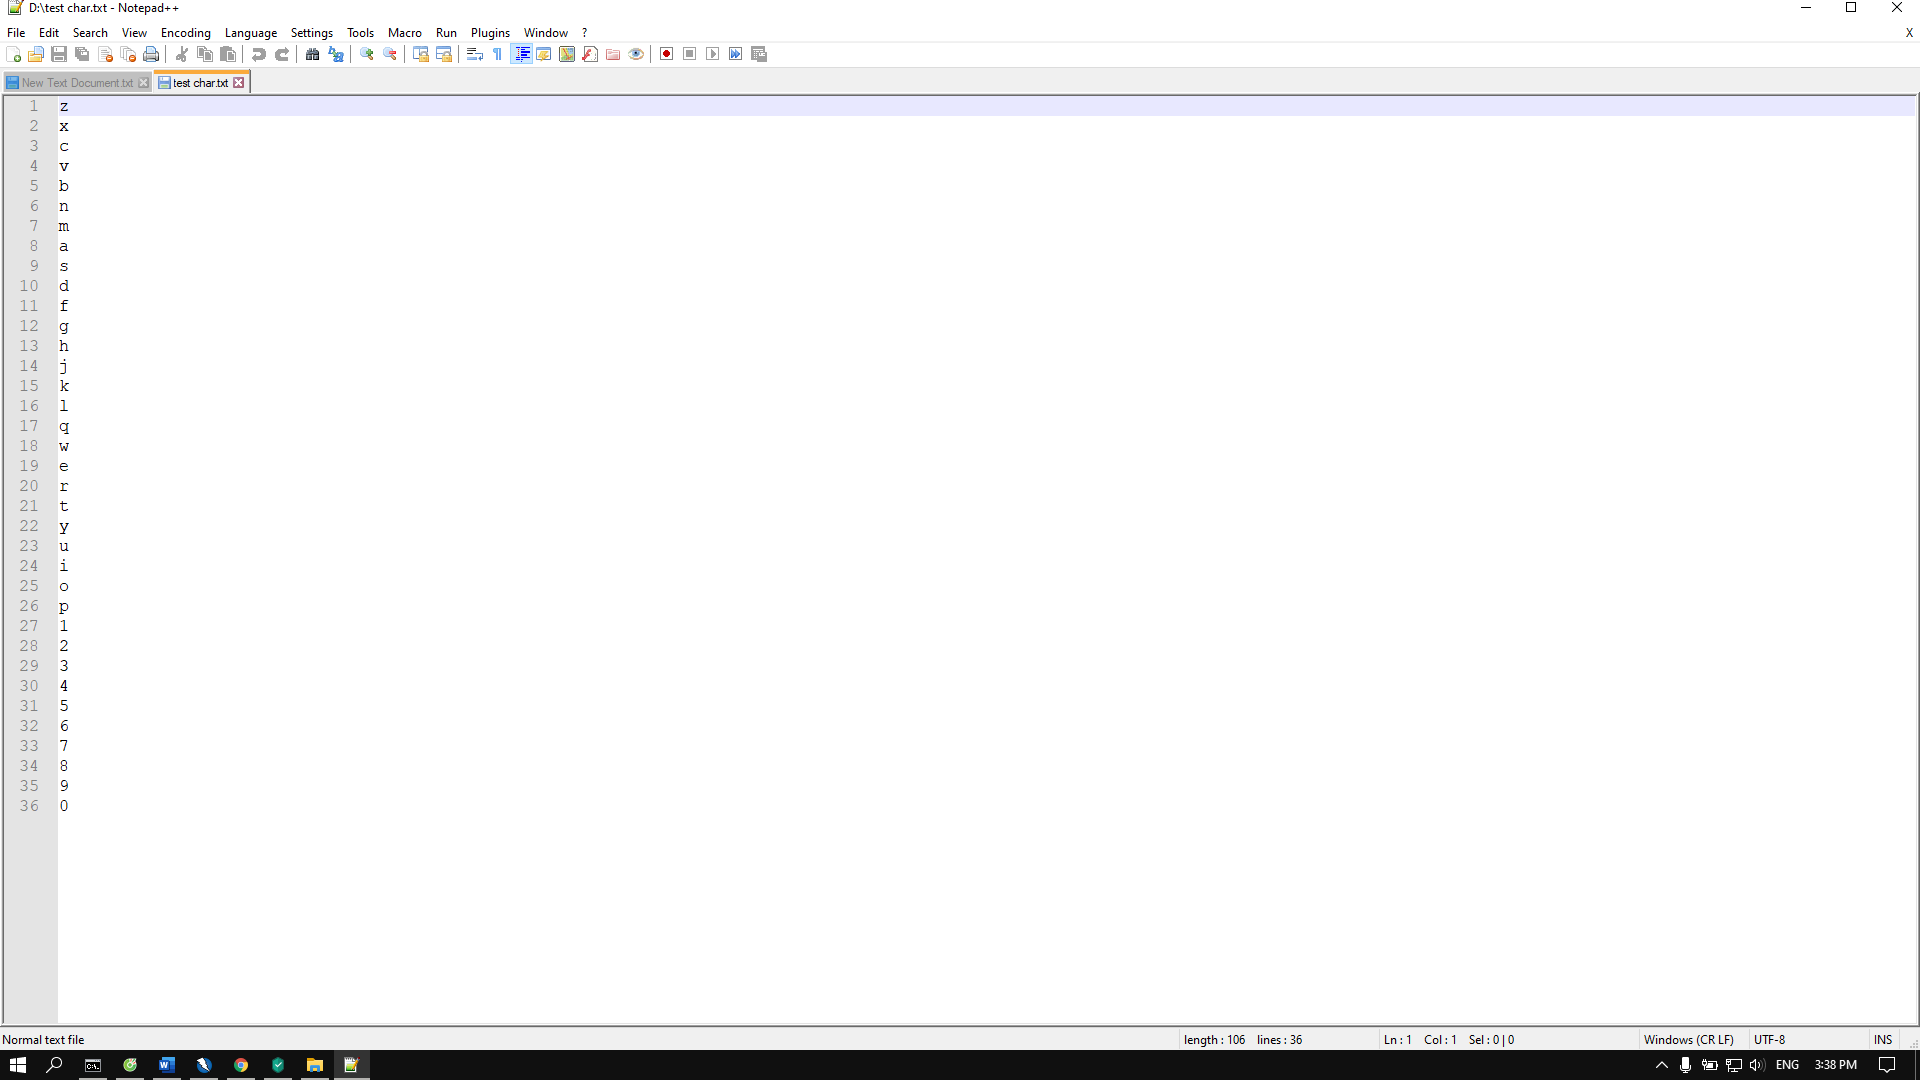 D:\test char.txt - Notepad++
File Edit Search View Encoding Language Settings Tools Macro Run Plugins Window ? X
New Text Document.txt test char.txt
1 z
2 x
3 c
4 v
5 b
6 n
7 m
8 a
9 s
10 d
11 f
12 g
13 h
14 j
15 k
16 l
17 q
18 w
19 e
20 r
21 t
22 y
23 u
24 i
25 o
26 p
27 1
28 2
29 3
30 4
31 5
32 6
33 7
34 8
35 9
36 0
Normal text file length : 106 lines : 36 Ln : 1 Col : 1 Sel : 0 | 0 Windows (CR LF) UTF-8 INS
ENG 3:38 PM